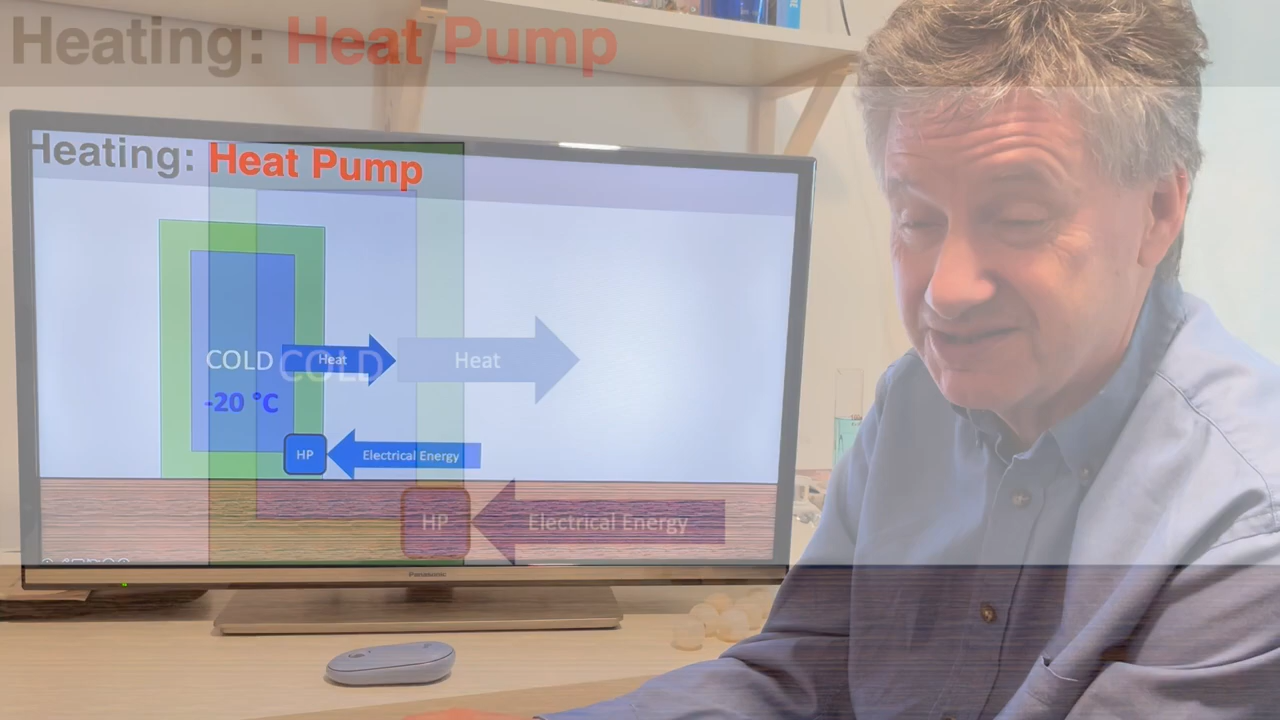 Heating: Heat Pump
Heating: Heat Pump
COLD
COLD
Heat
Heat
-20 °C
HP
Electrical Energy
HP
Electrical Energy
Panasonic